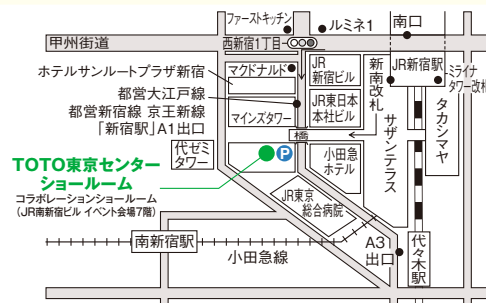 ファーストキッチン
ルミネ1
南口
甲州街道
西新宿1丁目
JR新宿駅
ミライナ
タワー改札
新南改札
ホテルサンルートプラザ新宿
マクドナルド
JR
新宿ビル
都営大江戸線
都営新宿線 京王新線
「新宿駅」A1出口
マインズタワー
JR東日本
本社ビル
タカシマヤ
サザンテラス
橋
代ゼミ
タワー
P
小田急
ホテル
TOTO東京センター
ショールーム
コラボレーションショールーム
(JR南新宿ビル イベント会場7階)
JR東京
総合病院
南新宿駅
小田急線
A3
出口
代々木駅